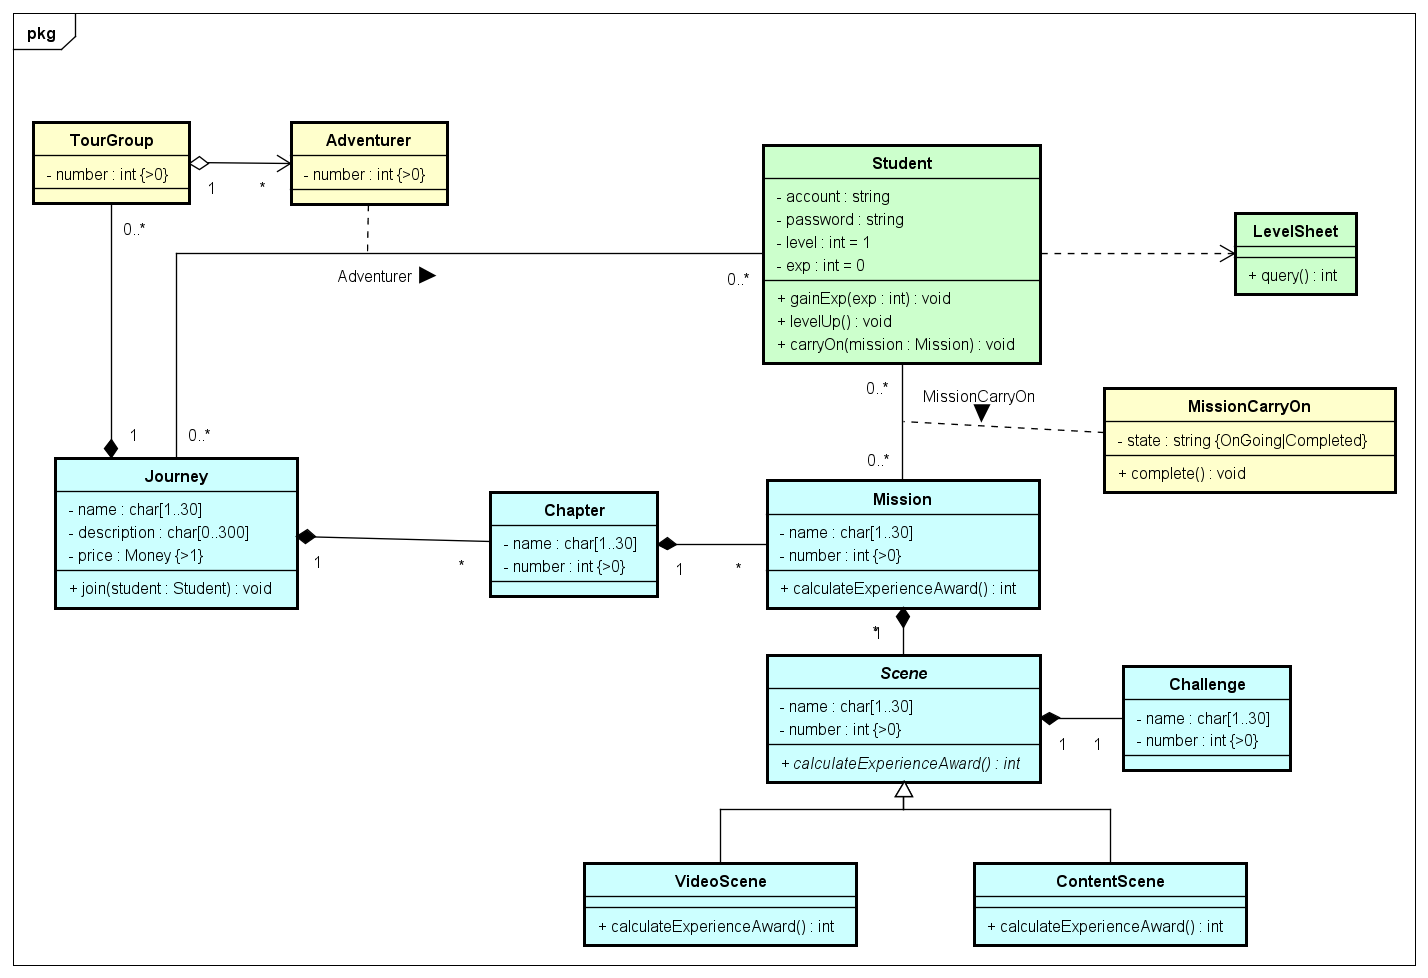 pkg
TourGroup
- number : int {>0}
1
*
Adventurer
- number : int {>0}
0..*
Adventurer
0..*
Student
- account : string
- password : string
- level : int = 1
- exp : int = 0
+ gainExp(exp : int) : void
+ levelUp() : void
+ carryOn(mission : Mission) : void
LevelSheet
+ query() : int
0..*
MissionCarryOn
0..*
MissionCarryOn
- state : string {OnGoing|Completed}
+ complete() : void
1
0..*
Journey
- name : char[1..30]
- description : char[0..300]
- price : Money {>1}
+ join(student : Student) : void
1
*
Chapter
- name : char[1..30]
- number : int {>0}
1
*
Mission
- name : char[1..30]
- number : int {>0}
+ calculateExperienceAward() : int
*
1
Scene
- name : char[1..30]
- number : int {>0}
+ calculateExperienceAward() : int
1
1
Challenge
- name : char[1..30]
- number : int {>0}
VideoScene
+ calculateExperienceAward() : int
ContentScene
+ calculateExperienceAward() : int